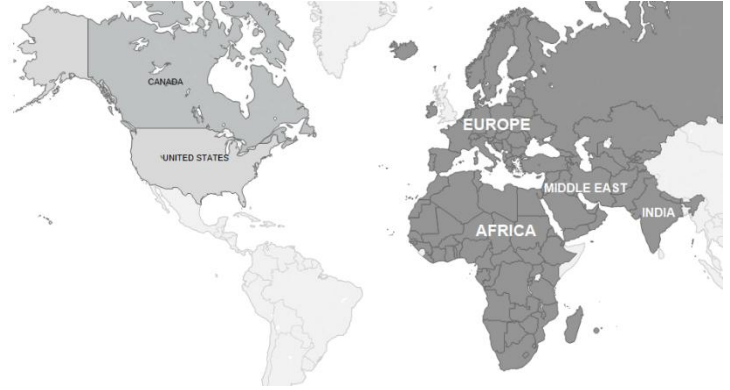 CANADA
UNITED STATES
EUROPE
MIDDLE EAST
INDIA
AFRICA